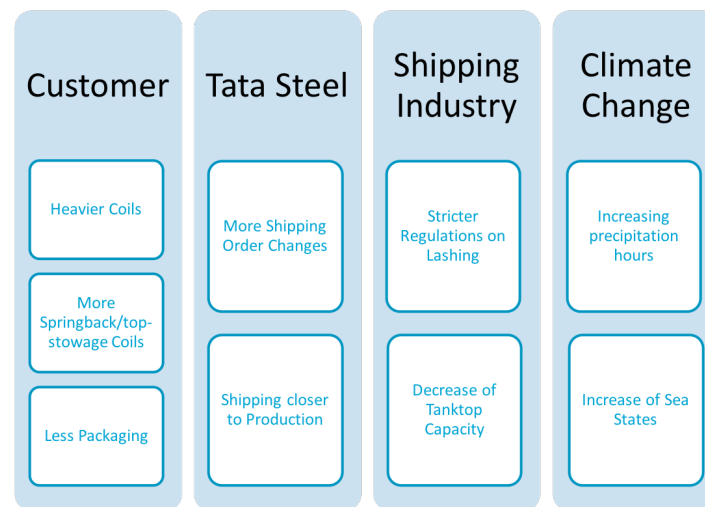 Customer
Heavier Coils
More
Springback/top-
stowage Coils
Less Packaging
Tata Steel
More Shipping
Order Changes
Shipping closer
to Production
Shipping
Industry
Stricter
Regulations on
Lashing
Decrease of
Tanktop
Capacity
Climate
Change
Increasing
precipitation
hours
Increase of Sea
States